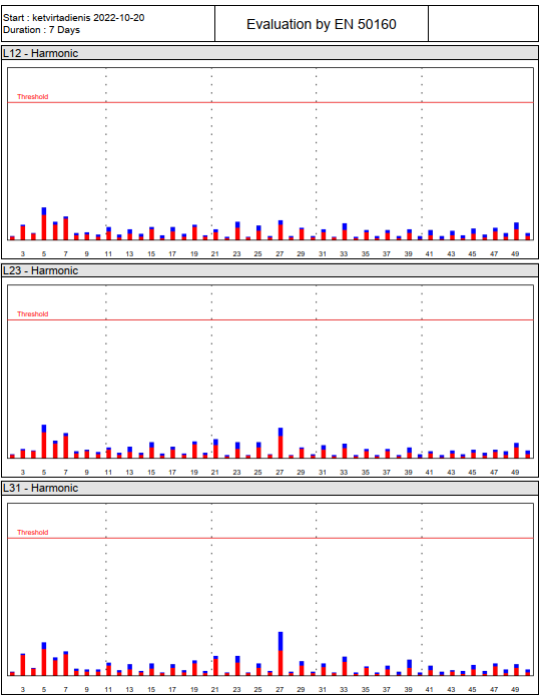 Start : ketvirtadienis 2022-10-20
Duration : 7 Days
Evaluation by EN 50160
L12 - Harmonic
Threshold
3 5 7 9 11 13 15 17 19 21 23 25 27 29 31 33 35 37 39 41 43 45 47 49
L23 - Harmonic
Threshold
3 5 7 9 11 13 15 17 19 21 23 25 27 29 31 33 35 37 39 41 43 45 47 49
L31 - Harmonic
Threshold
3 5 7 9 11 13 15 17 19 21 23 25 27 29 31 33 35 37 39 41 43 45 47 49